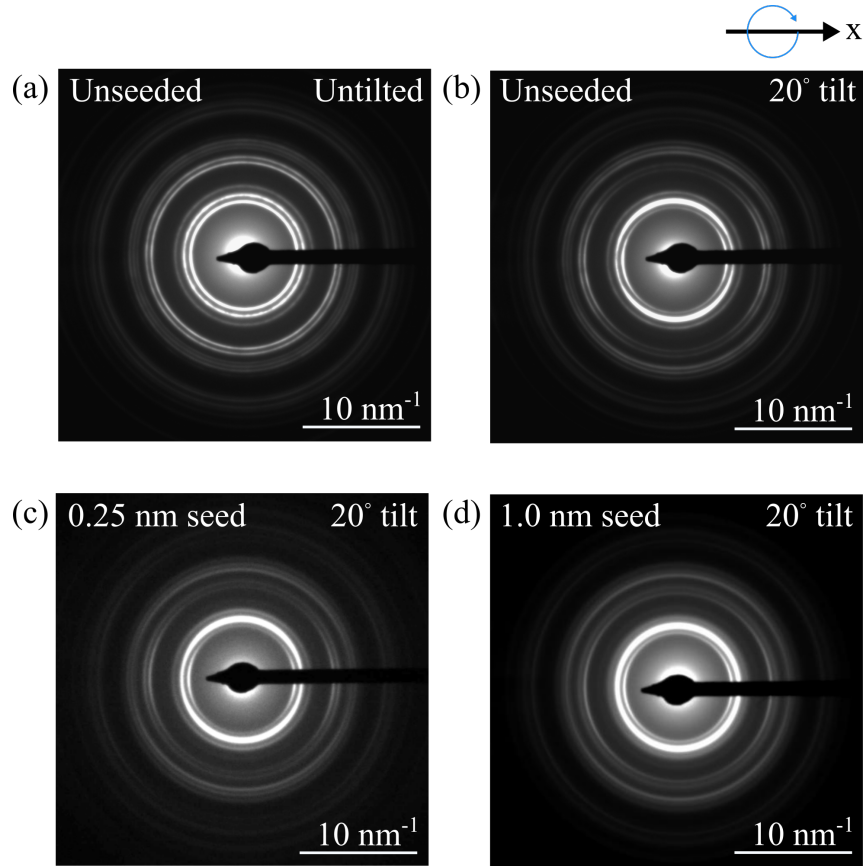 x
(a) Unseeded Untilted
10 nm-1
(b) Unseeded 20° tilt
10 nm-1
(c) 0.25 nm seed 20° tilt
10 nm-1
(d) 1.0 nm seed 20° tilt
10 nm-1